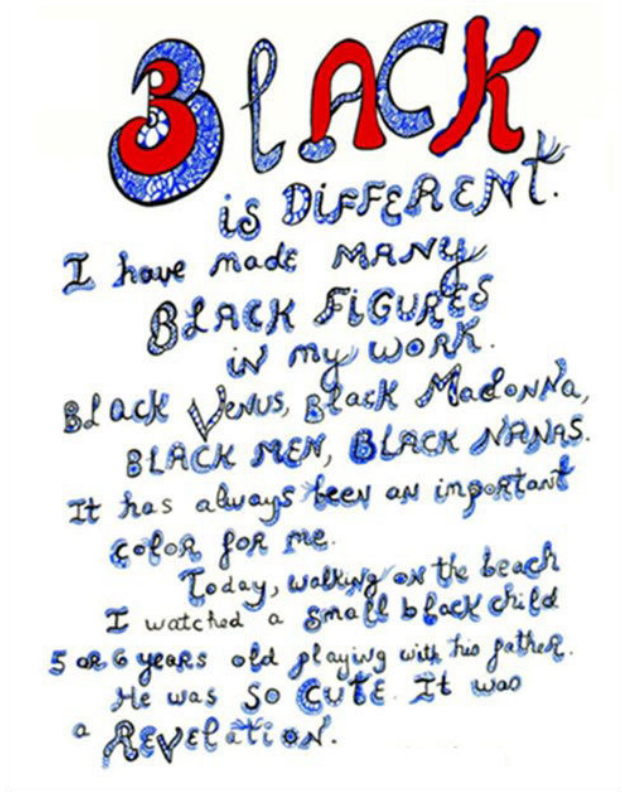 BLACK
is DiFFERENt.
I have made MANy
BLACK FiGURES
iN my WORK.
BLack VeNUS, BLack MadoNNa,
BLACK MEN, BLACK NANAS.
It has always been an impoRtant
coloR foR me.
Today, walking on the beach
I watched a small black child
5 oR 6 yeaRs old playing with his father.
He was So CUTE. It was
a REVElatioN.